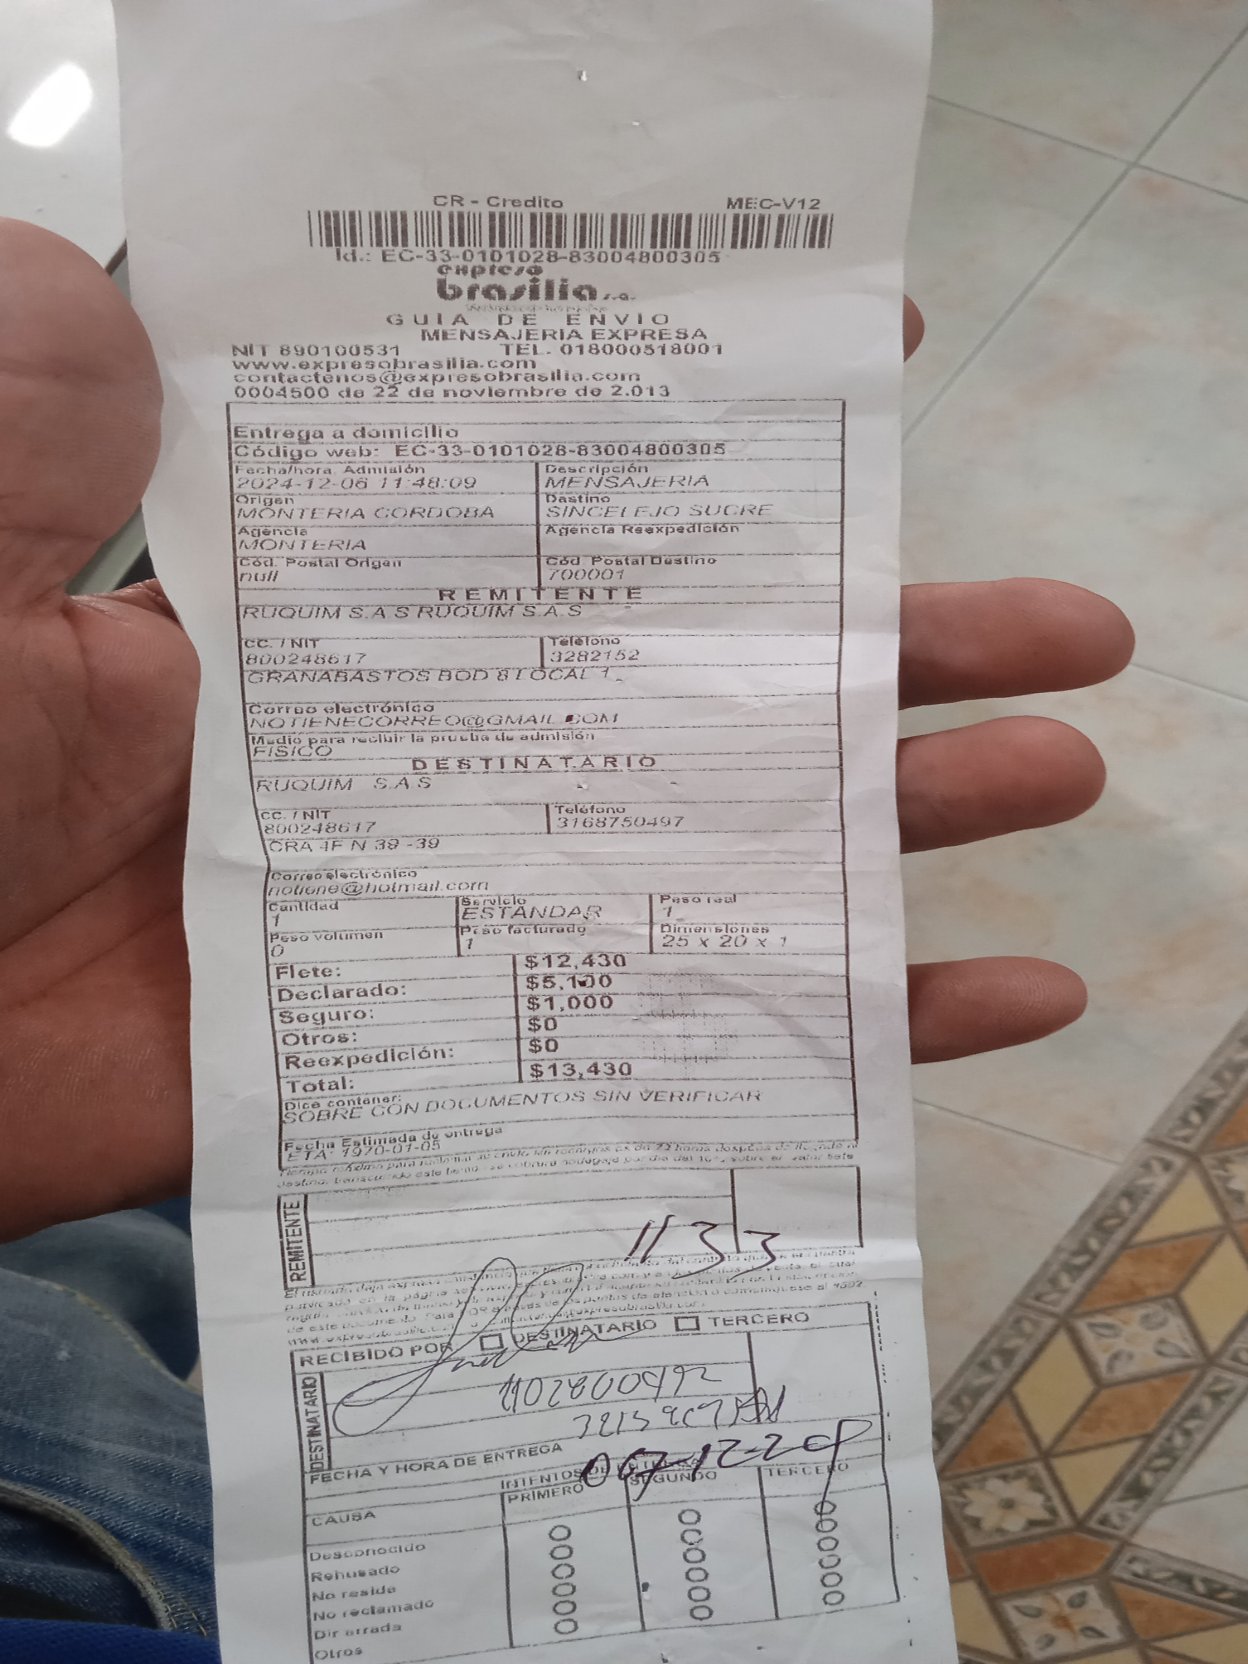 CR - Credito MEC-V12
Id.: EC-33-0101028-83004800305
expreso
brasilia s.a.
GUIA DE ENVIO
MENSAJERIA EXPRESA
NIT 890100531 TEL. 018000518001
www.expresobrasilia.com
contactenos@expresobrasilia.com
0004500 de 22 de noviembre de 2.013
Entrega a domicilio
Código web: EC-33-0101028-83004800305
Fecha/hora Admisión Descripción
2024-12-06 11:48:09 MENSAJERIA
Origen Destino
MONTERIA CORDOBA SINCELEJO SUCRE
Agencia Agencia Reexpedición
MONTERIA
Cód. Postal Origen Cód. Postal Destino
null 700001
REMITENTE
RUQUIM S.A S RUQUIM S.A.S
CC. / NIT Teléfono
800248617 3282152
GRANABASTOS BOD 8 LOCAL 1
Correo electrónico
NOTIENECORREO@GMAIL.COM
Medio para recibir la prueba de admisión
FISICO
DESTINATARIO
RUQUIM S.A.S
CC. / NIT Teléfono
800248617 3168750497
CRA 4F N 39 -39
Correo electrónico
notiene@hotmail.com
Cantidad Servicio Peso real
1 ESTANDAR 1
Peso volumen Peso facturado Dimensiones
0 1 25 x 20 x 1
Flete: $12,430
Declarado: $5,100
Seguro: $1,000
Otros: $0
Reexpedición: $0
Total: $13,430
Dice contener:
SOBRE CON DOCUMENTOS SIN VERIFICAR
Fecha Estimada de entrega
ETA: 1970-01-05
REMITENTE
1133
RECIBIDO POR DESTINATARIO TERCERO
DESTINATARIO
FECHA Y HORA DE ENTREGA
INTENTOS DE ENTREGA
CAUSA PRIMERO SEGUNDO TERCERO
Desconocido
Rehusado
No reside
No reclamado
Dir errada
Otros